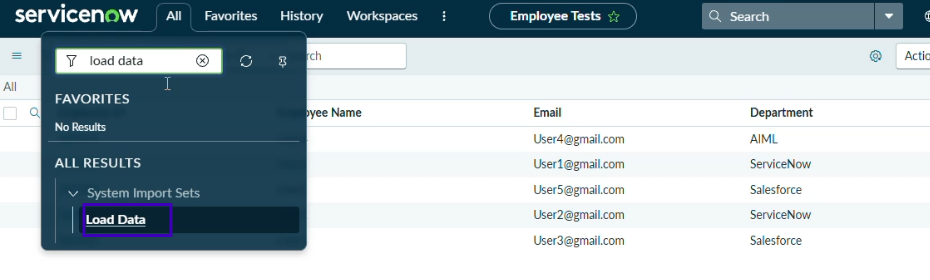 servicenow All Favorites History Workspaces Employee Tests Search
load data rch Actio
All
FAVORITES
oyee Name Email Department
No Results
User4@gmail.com AIML
ALL RESULTS
User1@gmail.com ServiceNow
System Import Sets
User5@gmail.com Salesforce
Load Data
User2@gmail.com ServiceNow
User3@gmail.com Salesforce